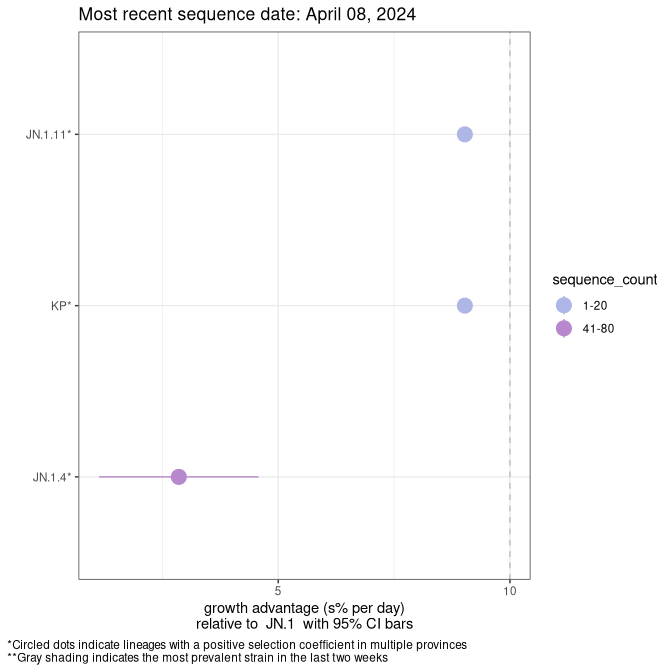 Most recent sequence date: April 08, 2024
JN.1.11*
KP*
JN.1.4*
5
10
growth advantage (s% per day)
relative to JN.1 with 95% CI bars
sequence_count
1-20
41-80
*Circled dots indicate lineages with a positive selection coefficient in multiple provinces
**Gray shading indicates the most prevalent strain in the last two weeks